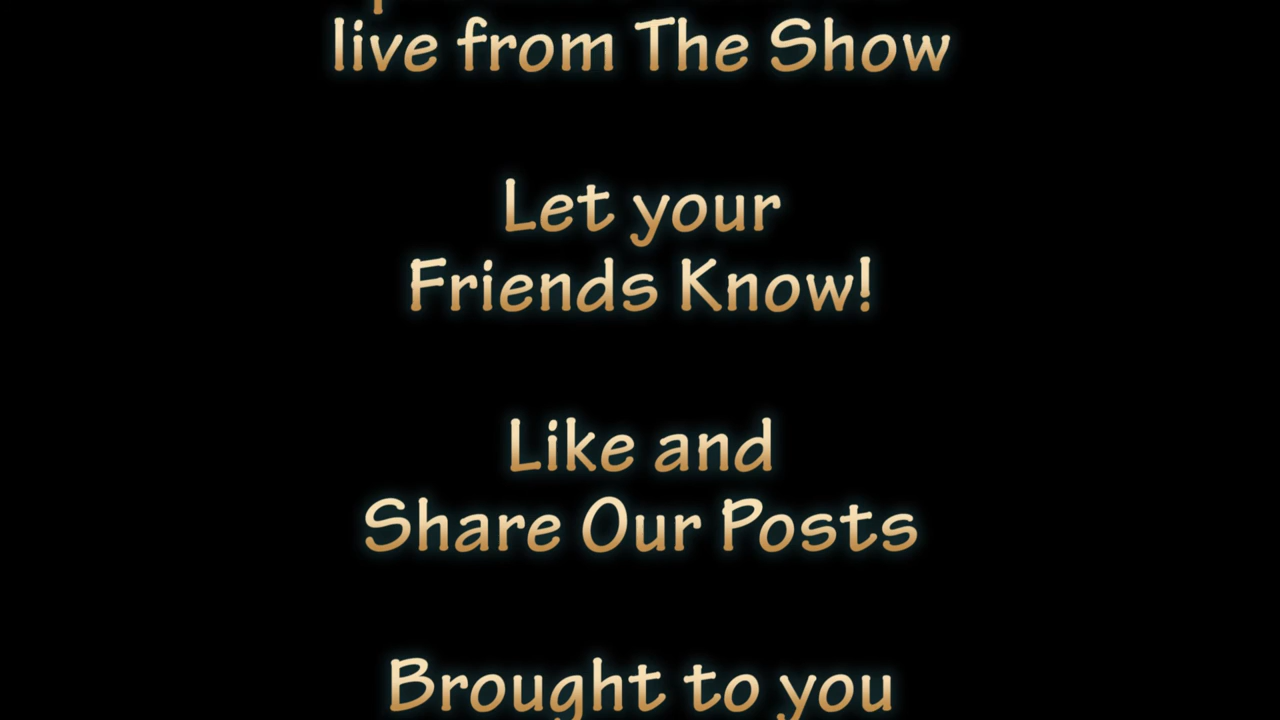 live from The Show
Let your
Friends Know!
Like and
Share Our Posts
Brought to you